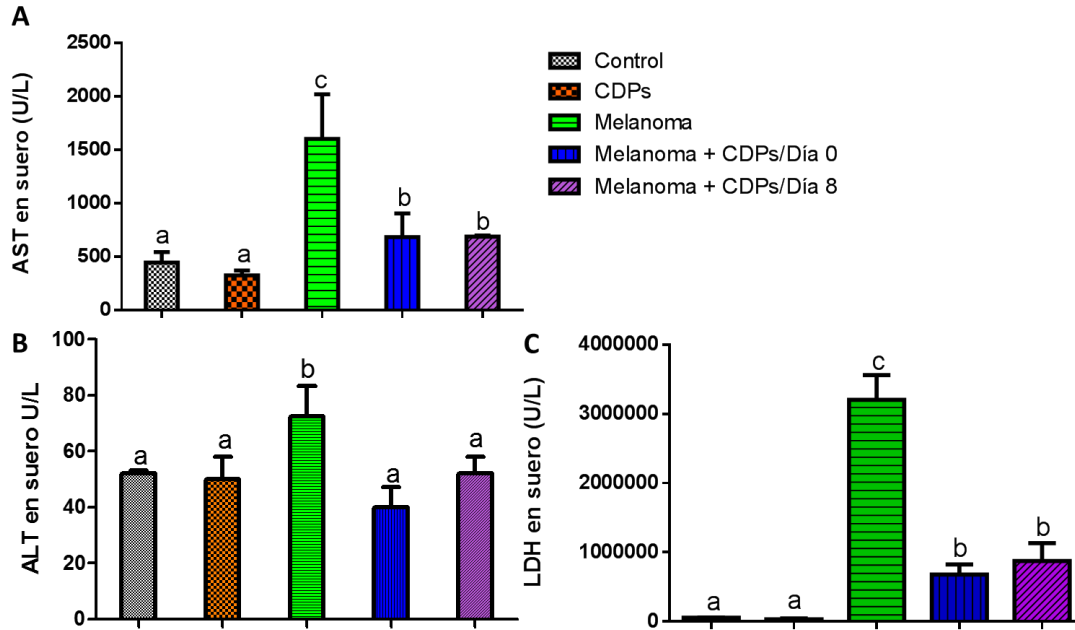 A
AST en suero (U/L)
2500
2000
1500
1000
500
0
a
a
c
b
b
Control
CDPs
Melanoma
Melanoma + CDPs/Día 0
Melanoma + CDPs/Día 8
B
ALT en suero U/L
100
80
60
40
20
0
a
a
b
a
a
C
LDH en suero (U/L)
4000000
3000000
2000000
1000000
0
a
a
c
b
b